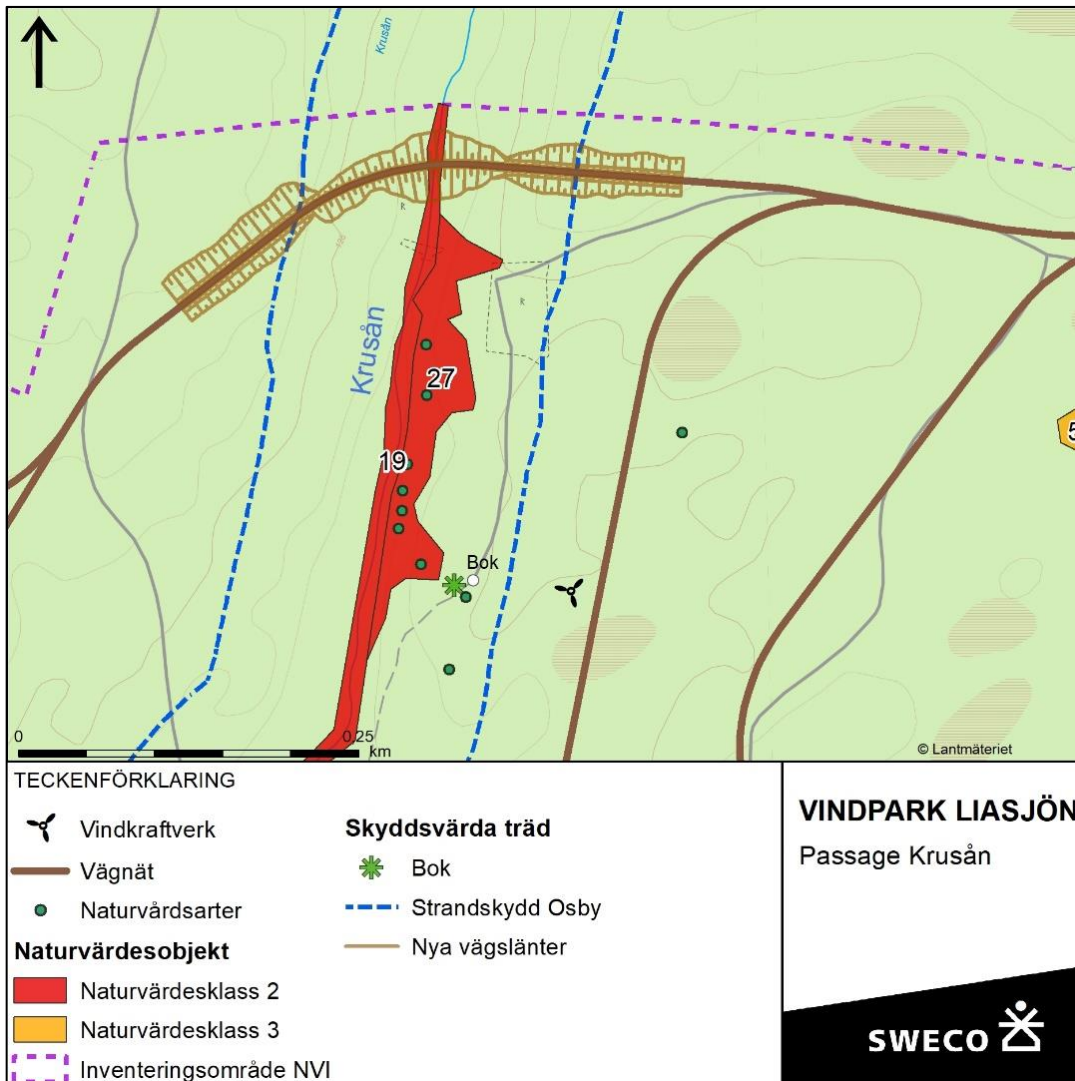 Krusån
R
R
Krusån
27
19
5
Bok
0
0.25
km
© Lantmäteriet
TECKENFÖRKLARING
Vindkraftverk
Vägnät
Naturvårdsarter
Naturvärdesobjekt
Naturvärdesklass 2
Naturvärdesklass 3
Inventeringsområde NVI
Skyddsvärda träd
Bok
Strandskydd Osby
Nya vägslänter
VINDPARK LIASJÖN
Passage Krusån
SWECO